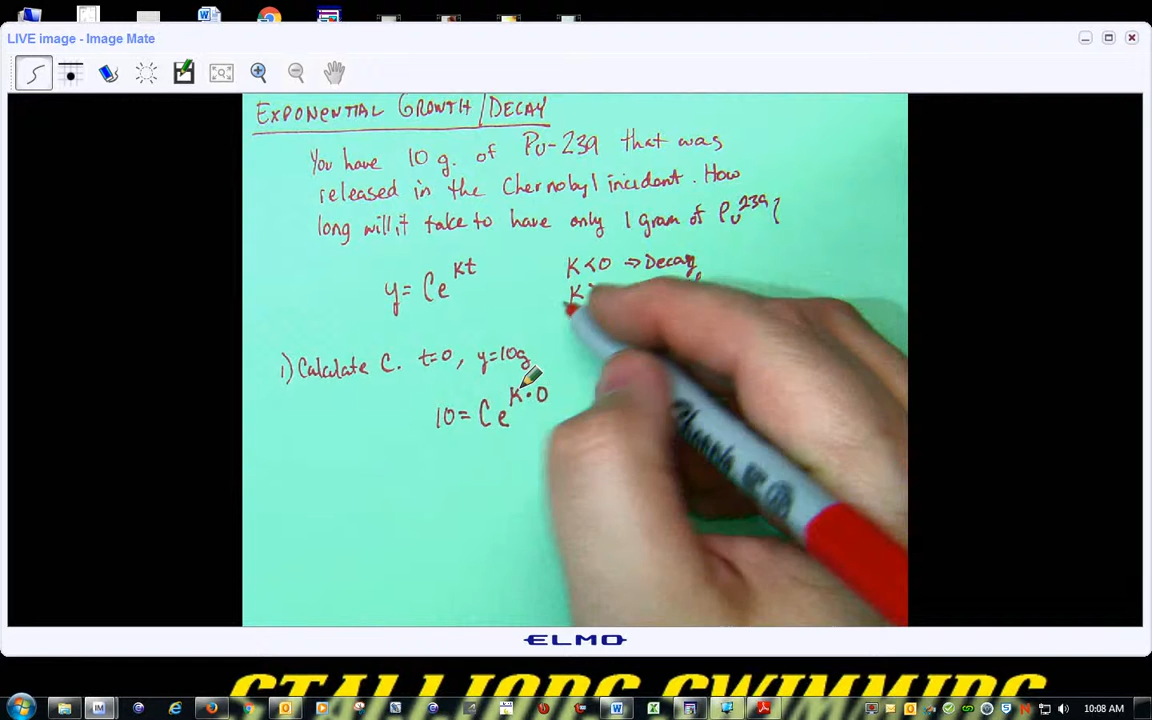 LIVE image - Image Mate
EXPONENTIAL GROWTH/DECAY
You have 10 g. of Pu-239 that was
released in the Chernobyl incident. How
long will it take to have only 1 gram of Pu239?
y = Ce^kt
K<0 ⇒ Decay
K
1) Calculate C. t=0, y=10g
10 = Ce^K·0
ELMO
STALLIONS SWIMMING
10:08 AM